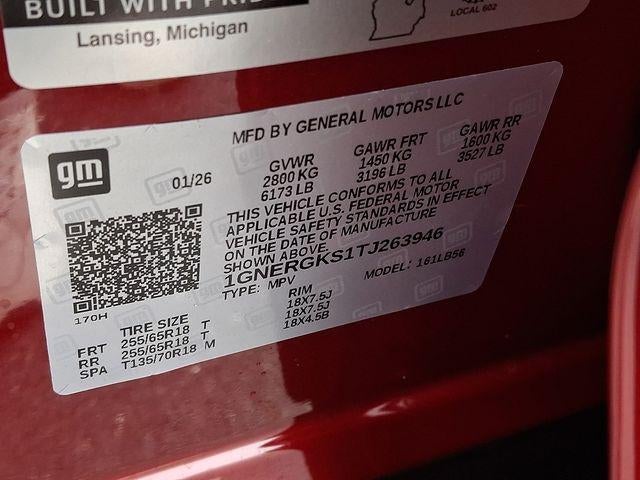 BUILT WITH PRIDE
Lansing, Michigan
LOCAL 602
MFD BY GENERAL MOTORS LLC
gm
01/26
GVWR
2800 KG
6173 LB
GAWR FRT
1450 KG
3196 LB
GAWR RR
1600 KG
3527 LB
THIS VEHICLE CONFORMS TO ALL
APPLICABLE U.S. FEDERAL MOTOR
VEHICLE SAFETY STANDARDS IN EFFECT
ON THE DATE OF MANUFACTURE
SHOWN ABOVE.
1GNERGKS1TJ263946
TYPE: MPV
MODEL: 161LB56
170H
TIRE SIZE
RIM
FRT 255/65R18 T 18X7.5J
RR 255/65R18 T 18X7.5J
SPA T135/70R18 M 18X4.5B